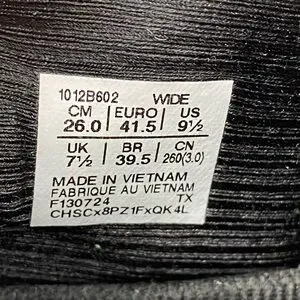 1012B602 WIDE
CM EURO US
26.0 41.5 9½
UK BR CN
7½ 39.5 260(3.0)
MADE IN VIETNAM
FABRIQUE AU VIETNAM
F130724 TX
CHSCx8PZ1FxQK4L